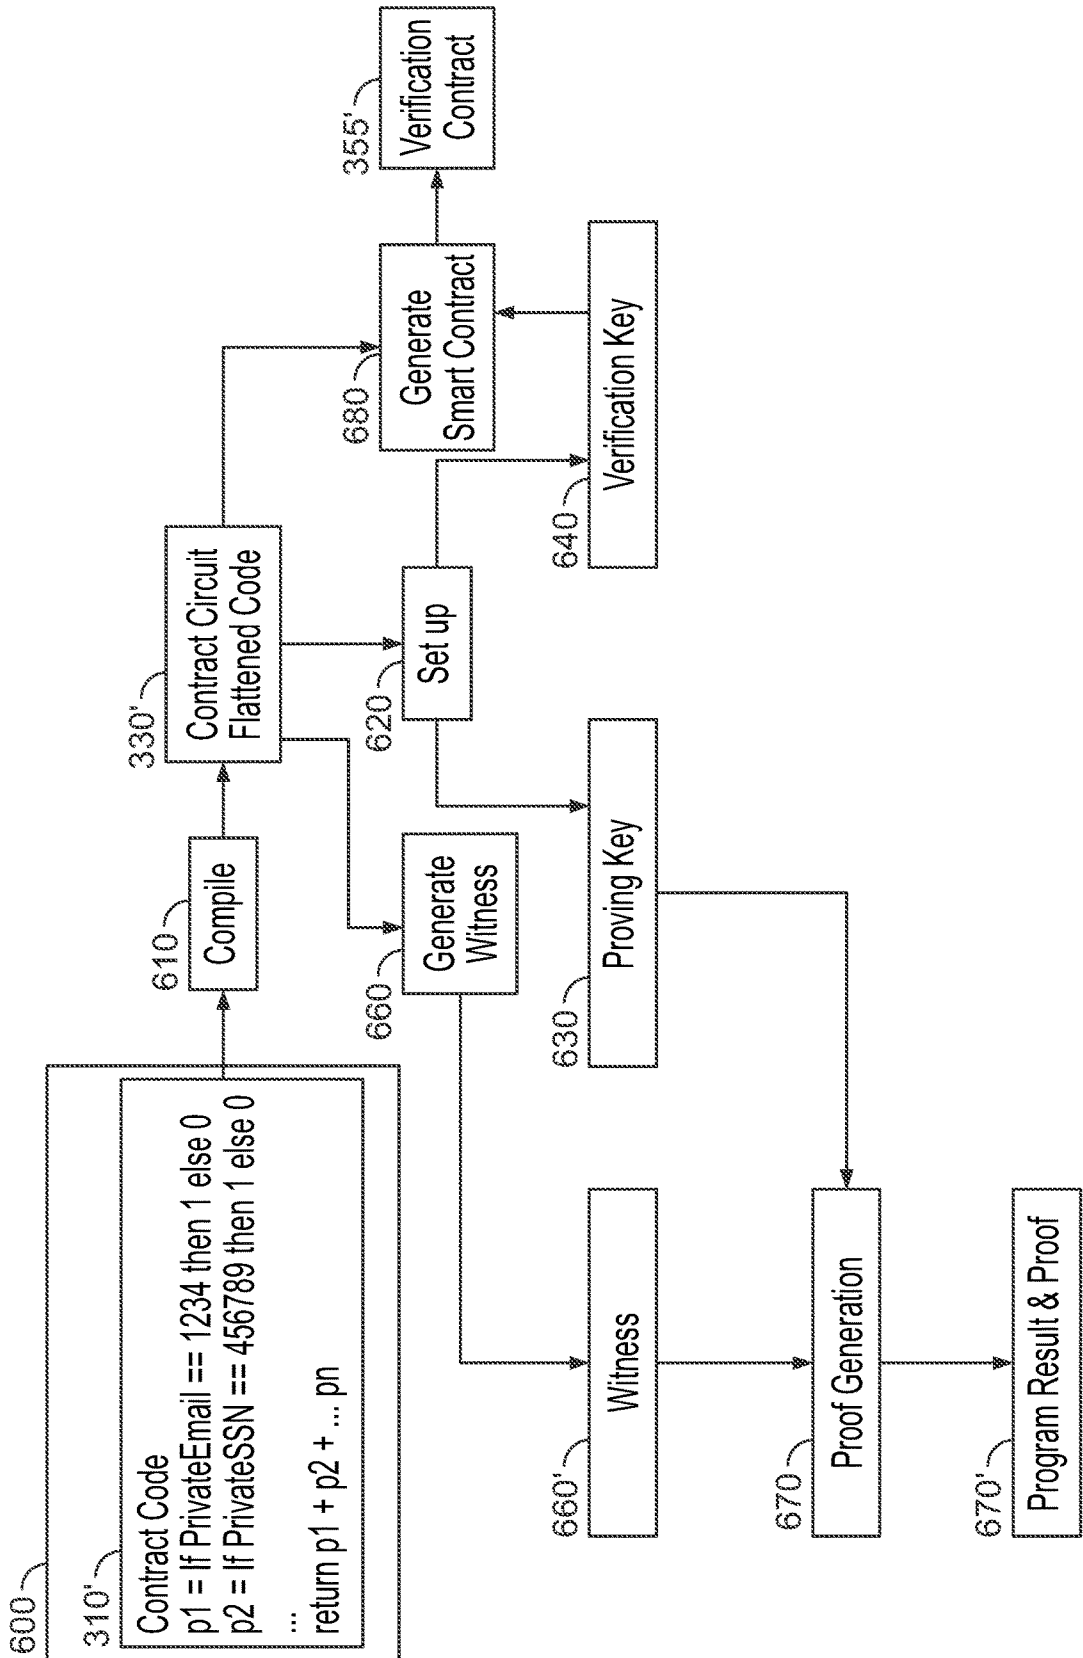 600
310'
Contract Code
p1 = If PrivateEmail == 1234 then 1 else 0
p2 = If PrivateSSN == 456789 then 1 else 0
...
return p1 + p2 + ... pn
610
Compile
330'
Contract Circuit
Flattened Code
680
Generate
Smart Contract
355'
Verification
Contract
660
Generate
Witness
620
Set up
640
Verification Key
630
Proving Key
660'
Witness
670
Proof Generation
670'
Program Result & Proof